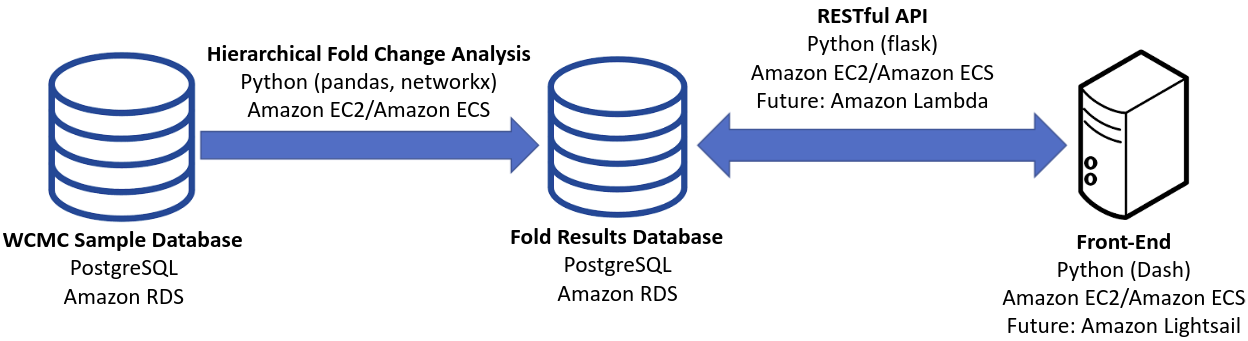 Hierarchical Fold Change Analysis
Python (pandas, networkx)
Amazon EC2/Amazon ECS
RESTful API
Python (flask)
Amazon EC2/Amazon ECS
Future: Amazon Lambda
WCMC Sample Database
PostgreSQL
Amazon RDS
Fold Results Database
PostgreSQL
Amazon RDS
Front-End
Python (Dash)
Amazon EC2/Amazon ECS
Future: Amazon Lightsail